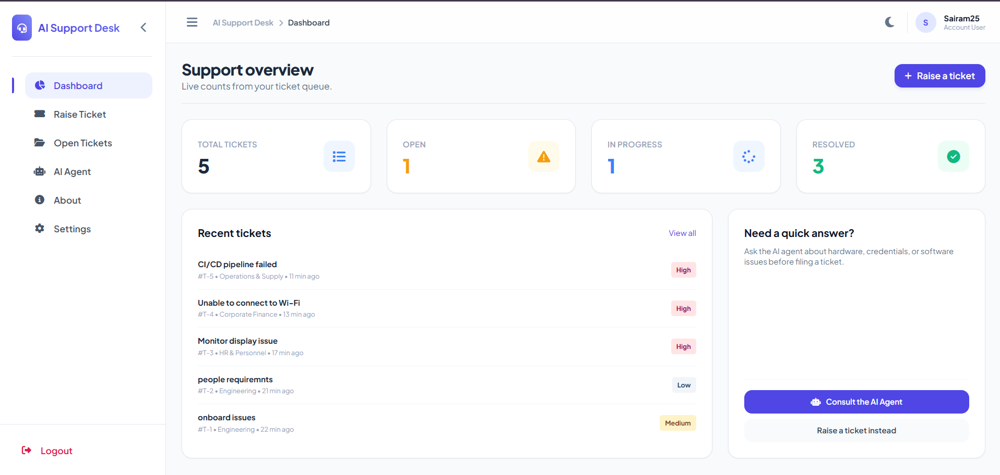 AI Support Desk
Dashboard
Raise Ticket
Open Tickets
AI Agent
About
Settings
Logout
AI Support Desk > Dashboard
S
Sairam25
Account User
Support overview
Live counts from your ticket queue.
+ Raise a ticket
TOTAL TICKETS
5
OPEN
1
IN PROGRESS
1
RESOLVED
3
Recent tickets
View all
CI/CD pipeline failed
#T-5 • Operations & Supply • 11 min ago
High
Unable to connect to Wi-Fi
#T-4 • Corporate Finance • 13 min ago
High
Monitor display issue
#T-3 • HR & Personnel • 17 min ago
High
people requiremnts
#T-2 • Engineering • 21 min ago
Low
onboard issues
#T-1 • Engineering • 22 min ago
Medium
Need a quick answer?
Ask the AI agent about hardware, credentials, or software
issues before filing a ticket.
Consult the AI Agent
Raise a ticket instead